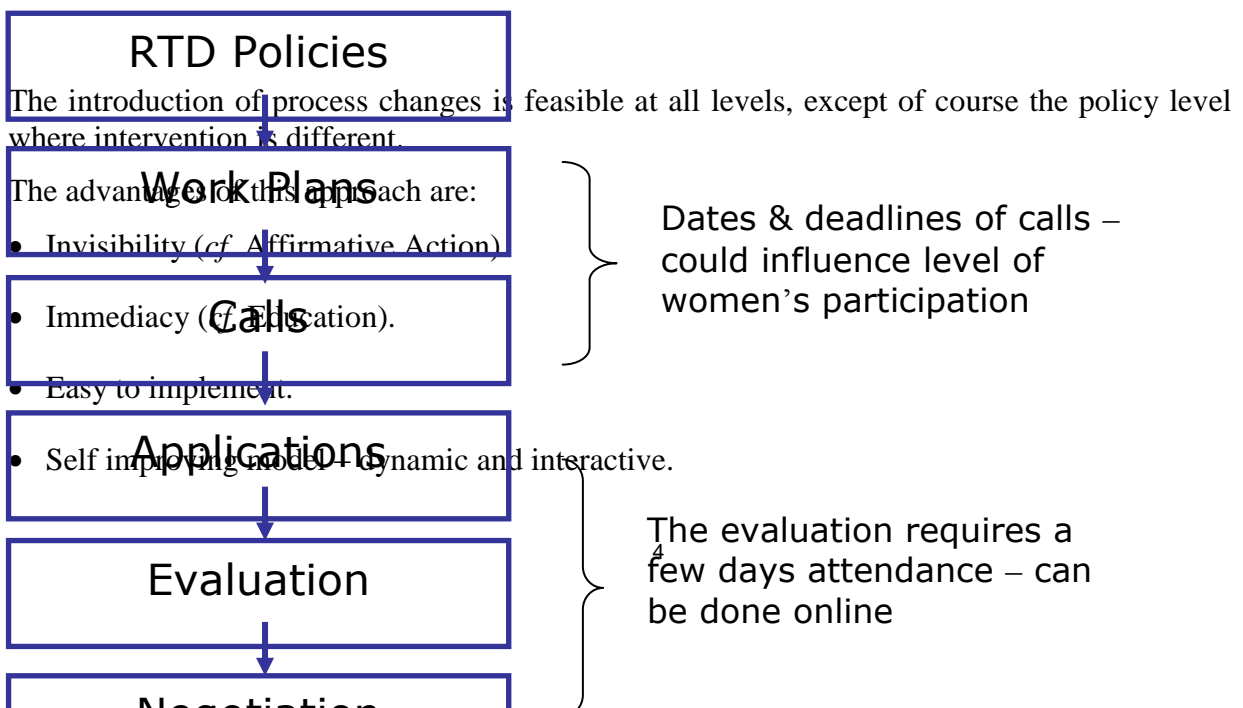 RTD Policies
The introduction of process changes is feasible at all levels, except of course the policy level
where intervention is different.
Work Plans
The advantages of this approach are:
• Invisibility (cf. Affirmative Action)
Dates & deadlines of calls –
could influence level of
women's participation
Calls
• Immediacy (cf. Education).
• Easy to implement.
Applications
• Self improving model – dynamic and interactive.
The evaluation requires a
few days attendance – can
be done online
4
Evaluation
Negotiation